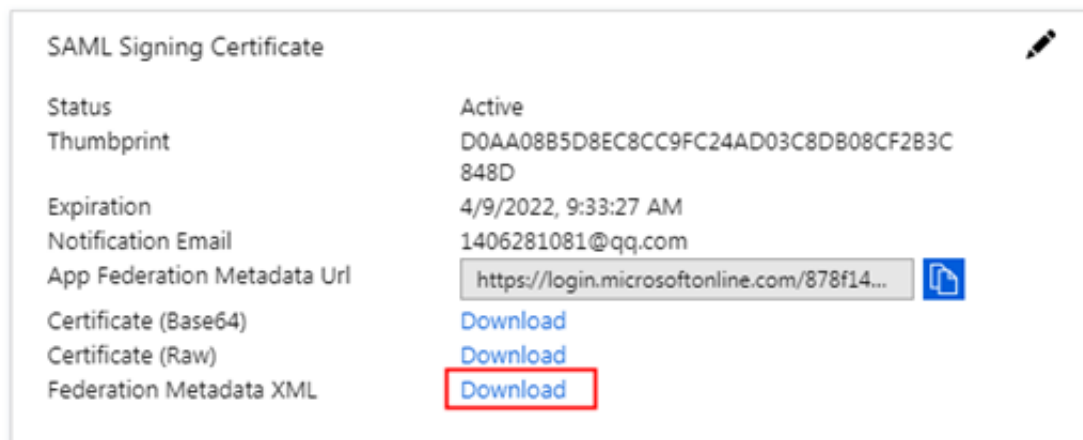 SAML Signing Certificate
Status Active
Thumbprint D0AA08B5D8EC8CC9FC24AD03C8DB08CF2B3C
848D
Expiration 4/9/2022, 9:33:27 AM
Notification Email 1406281081@qq.com
App Federation Metadata Url https://login.microsoftonline.com/878f14...
Certificate (Base64) Download
Certificate (Raw) Download
Federation Metadata XML Download